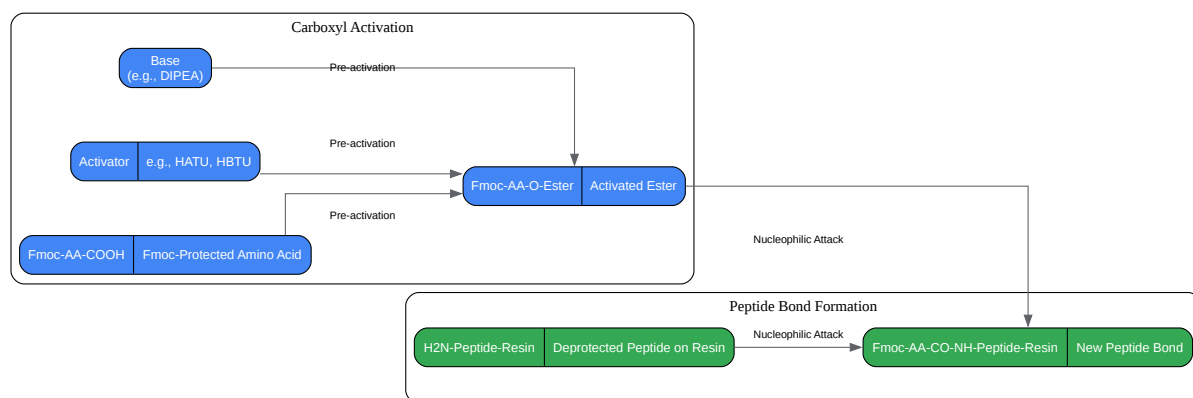 Carboxyl Activation
Base
(e.g., DIPEA)
Pre-activation
Activator
e.g., HATU, HBTU
Pre-activation
Fmoc-AA-O-Ester
Activated Ester
Pre-activation
Fmoc-AA-COOH
Fmoc-Protected Amino Acid
Nucleophilic Attack
Peptide Bond Formation
H2N-Peptide-Resin
Deprotected Peptide on Resin
Nucleophilic Attack
Fmoc-AA-CO-NH-Peptide-Resin
New Peptide Bond